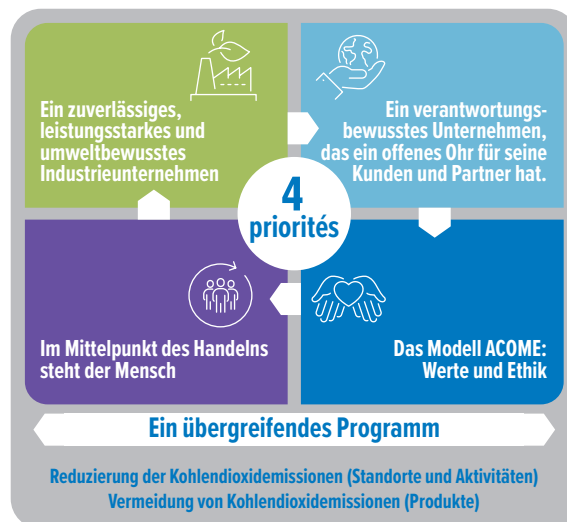 Ein zuverlässiges,
leistungsstarkes und
umweltbewusstes
Industrieunternehmen
Ein verantwortungs-
bewusstes Unternehmen,
das ein offenes Ohr für seine
Kunden und Partner hat.
4
priorités
Im Mittelpunkt des Handelns
steht der Mensch
Das Modell ACOME:
Werte und Ethik
Ein übergreifendes Programm
Reduzierung der Kohlendioxidemissionen (Standorte und Aktivitäten)
Vermeidung von Kohlendioxidemissionen (Produkte)